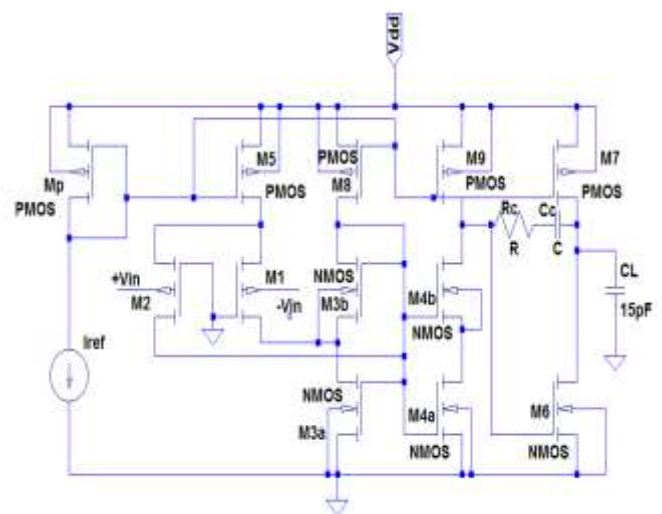 Vdd
M5
PMOS
M9
M7
Mp
PMOS
M8
PMOS
PMOS
PMOS
Rc
Cc
R
C
+Vin
M2
M1
-Vin
NMOS
M3b
M4b
NMOS
CL
15pF
Iref
NMOS
M3a
M4a
NMOS
M6
NMOS